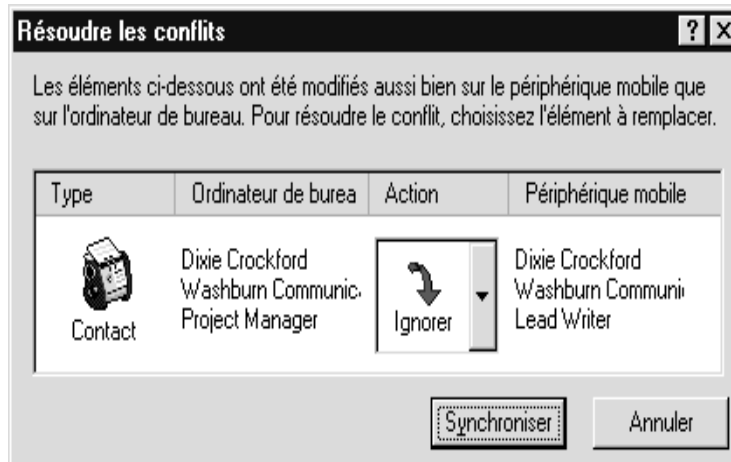 Résoudre les conflits
Les éléments ci-dessous ont été modifiés aussi bien sur le périphérique mobile que
sur l'ordinateur de bureau. Pour résoudre le conflit, choisissez l'élément à remplacer.
Type Ordinateur de burea Action Périphérique mobile
Dixie Crockford Dixie Crockford
Washburn Communic Washburn Communi
Project Manager Lead Writer
Contact Ignorer
Synchroniser Annuler